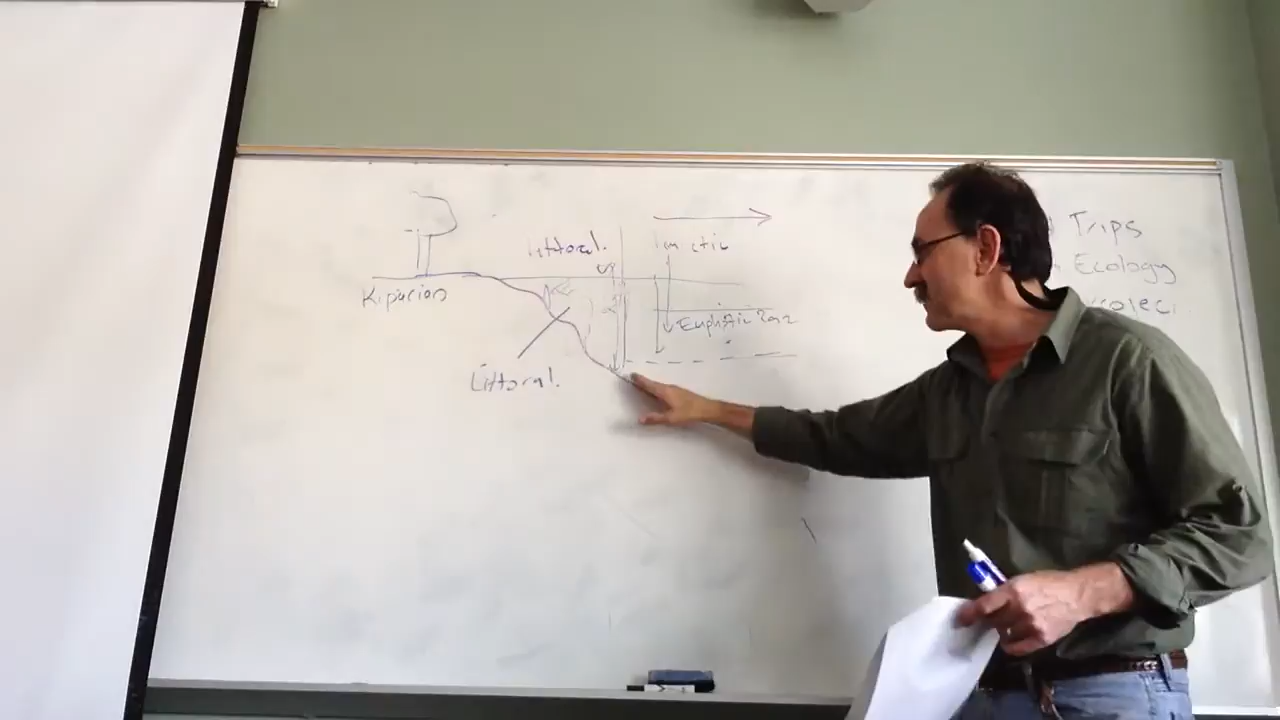 Littoral.
Limnetic
Riparian
Euphotic Zone
Littoral.
Trips
Ecology